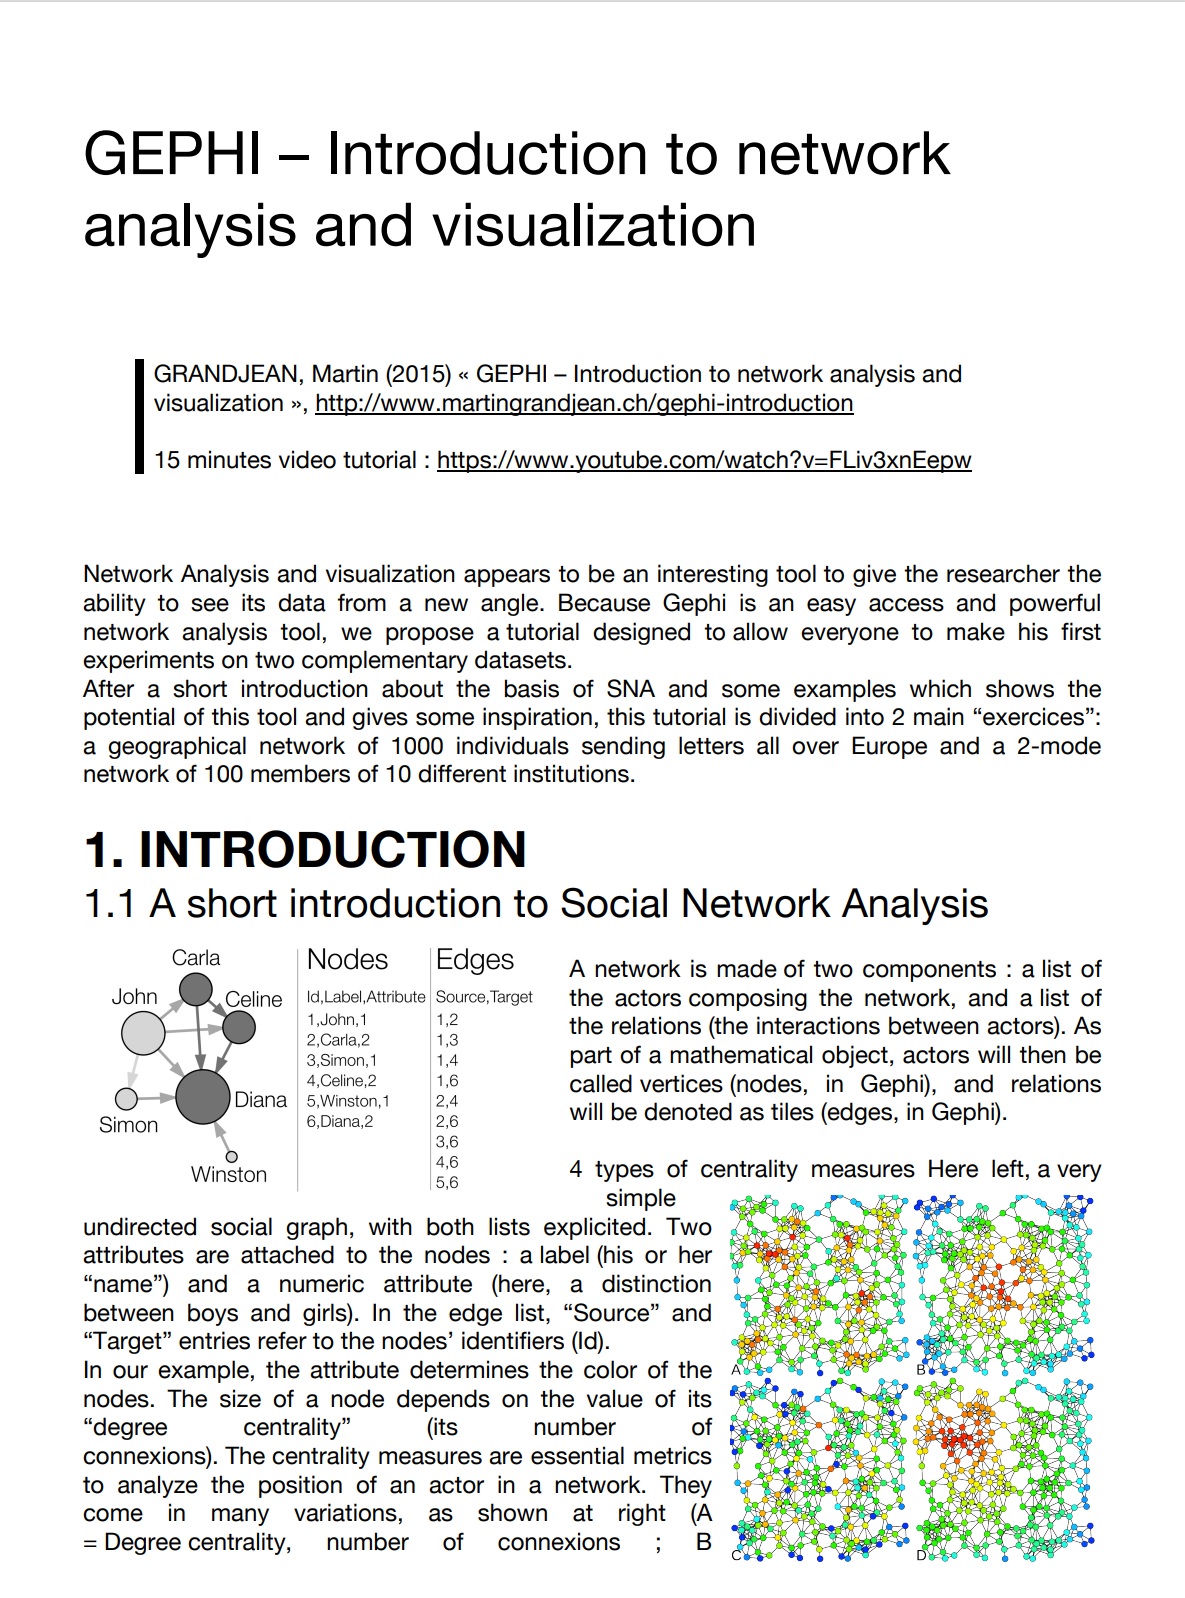 GEPHI – Introduction to network
analysis and visualization
GRANDJEAN, Martin (2015) « GEPHI – Introduction to network analysis and
visualization », http://www.martingrandjean.ch/gephi-introduction
15 minutes video tutorial : https://www.youtube.com/watch?v=FLiv3xnEepw
Network Analysis and visualization appears to be an interesting tool to give the researcher the
ability to see its data from a new angle. Because Gephi is an easy access and powerful
network analysis tool, we propose a tutorial designed to allow everyone to make his first
experiments on two complementary datasets.
After a short introduction about the basis of SNA and some examples which shows the
potential of this tool and gives some inspiration, this tutorial is divided into 2 main “exercices”:
a geographical network of 1000 individuals sending letters all over Europe and a 2-mode
network of 100 members of 10 different institutions.
1. INTRODUCTION
1.1 A short introduction to Social Network Analysis
Carla
John
Celine
Diana
Simon
Winston
Nodes
Id,Label,Attribute
1,John,1
2,Carla,2
3,Simon,1
4,Celine,2
5,Winston,1
6,Diana,2
Edges
Source,Target
1,2
1,3
1,4
1,6
2,4
2,6
3,6
4,6
5,6
A network is made of two components : a list of
the actors composing the network, and a list of
the relations (the interactions between actors). As
part of a mathematical object, actors will then be
called vertices (nodes, in Gephi), and relations
will be denoted as tiles (edges, in Gephi).
4 types of centrality measures Here left, a very
simple
undirected social graph, with both lists explicited. Two
attributes are attached to the nodes : a label (his or her
“name”) and a numeric attribute (here, a distinction
between boys and girls). In the edge list, “Source” and
“Target” entries refer to the nodes’ identifiers (Id).
In our example, the attribute determines the color of the
nodes. The size of a node depends on the value of its
“degree centrality” (its number of
connexions). The centrality measures are essential metrics
to analyze the position of an actor in a network. They
come in many variations, as shown at right (A
= Degree centrality, number of connexions ; B
A
B
C
D